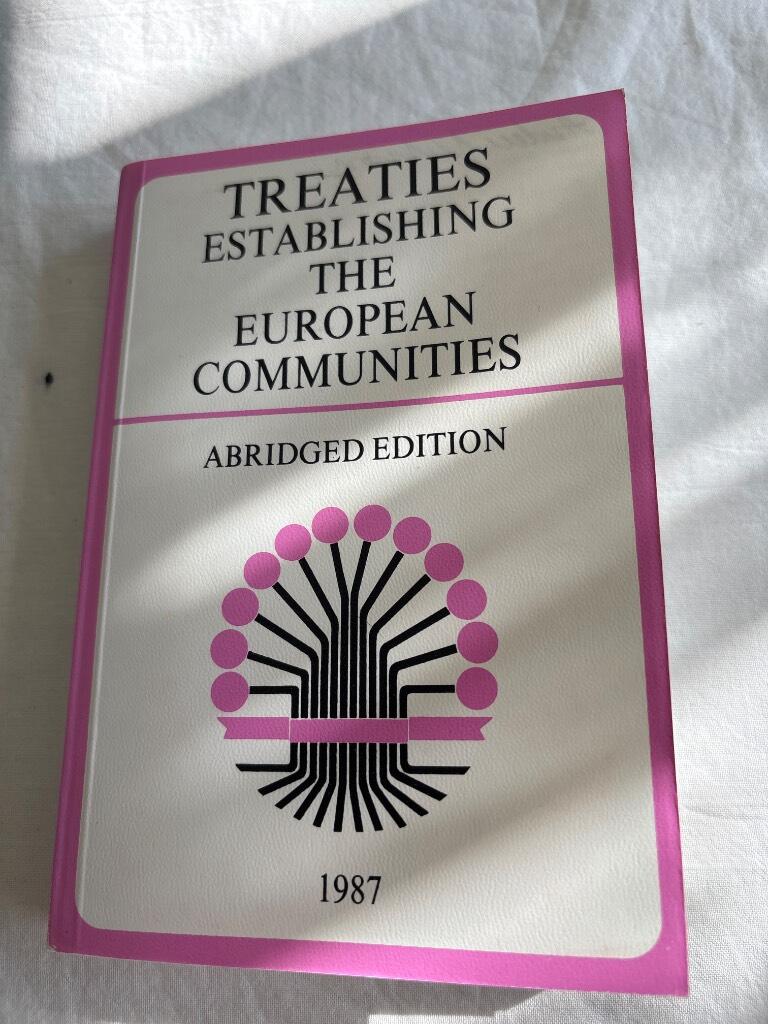 TREATIES
ESTABLISHING
THE
EUROPEAN
COMMUNITIES
ABRIDGED EDITION
1987